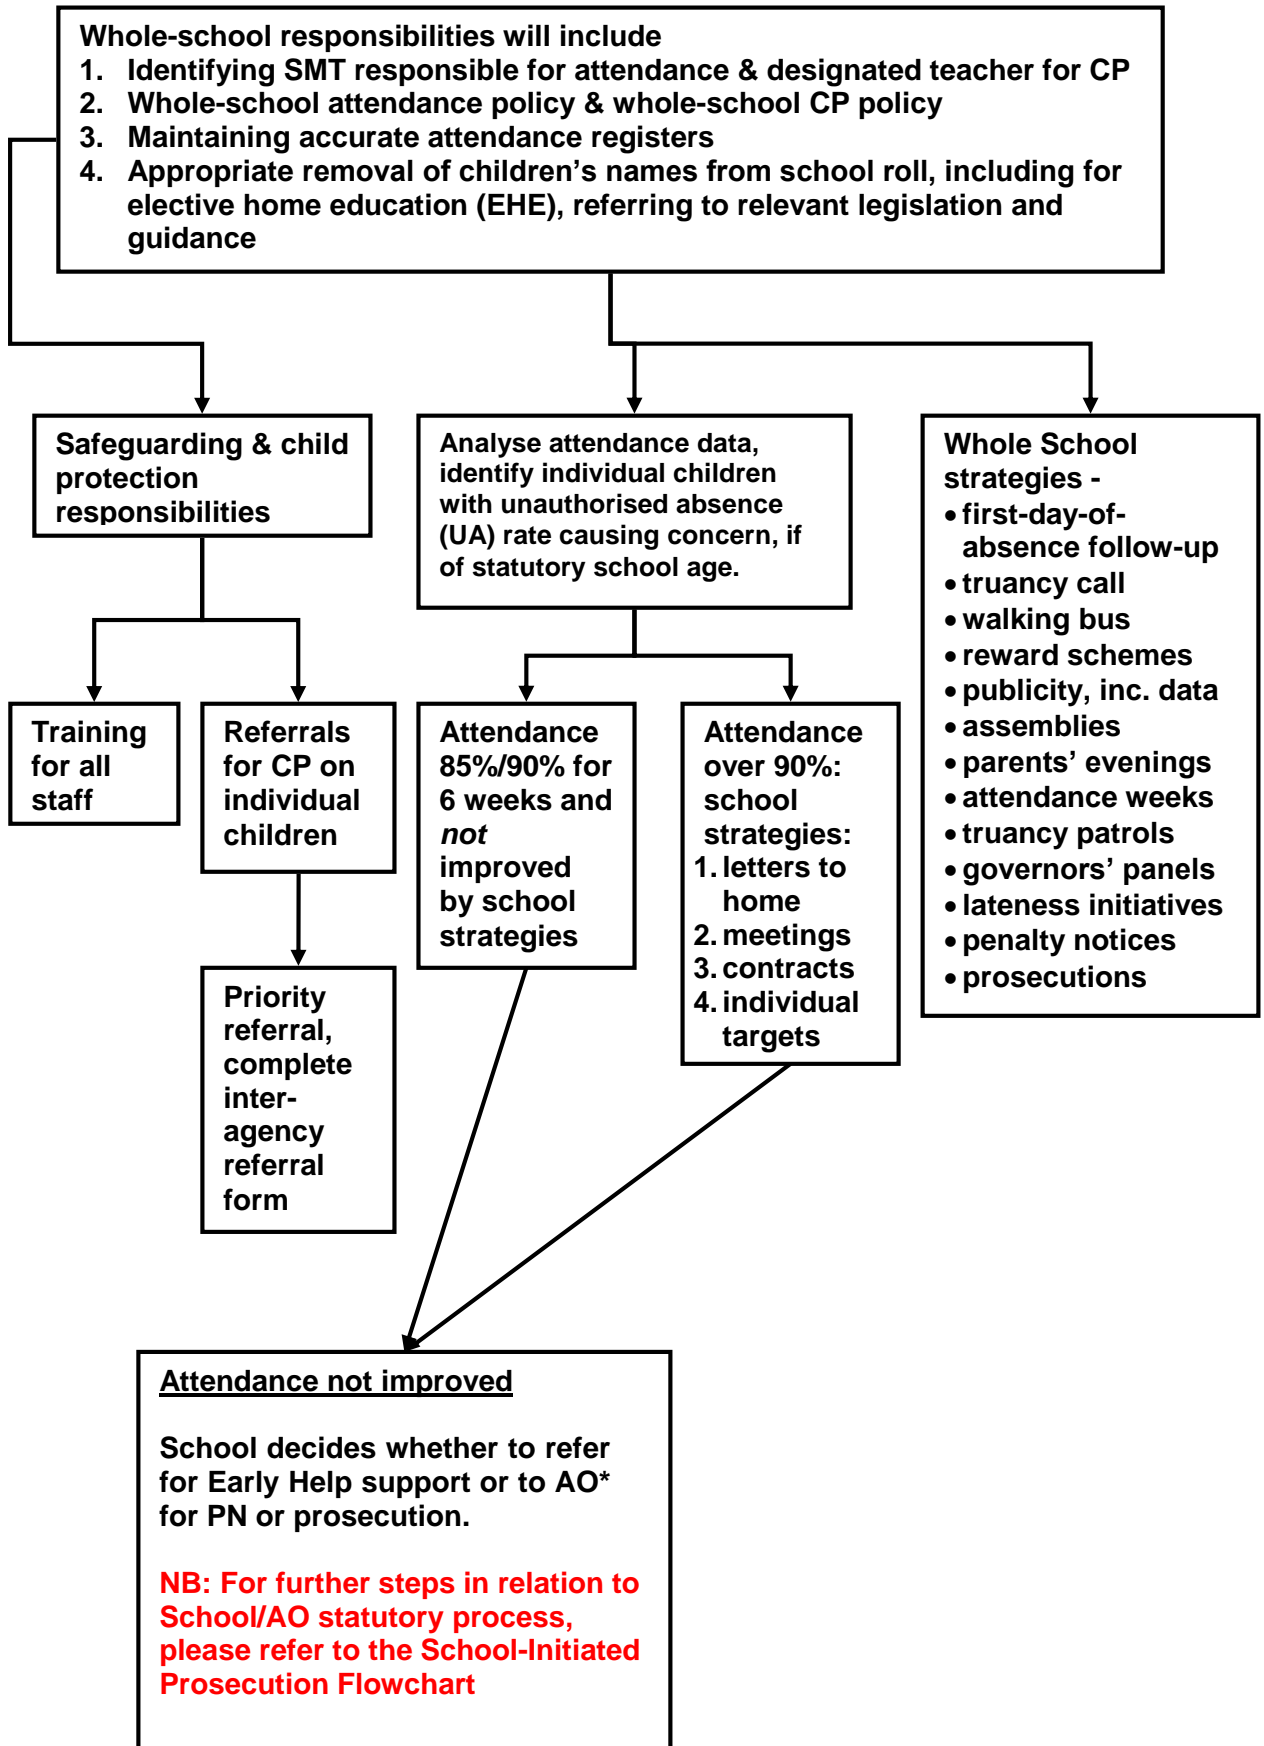 Whole-school responsibilities will include
1. Identifying SMT responsible for attendance & designated teacher for CP
2. Whole-school attendance policy & whole-school CP policy
3. Maintaining accurate attendance registers
4. Appropriate removal of children’s names from school roll, including for
elective home education (EHE), referring to relevant legislation and
guidance
Safeguarding & child
protection
responsibilities
Analyse attendance data,
identify individual children
with unauthorised absence
(UA) rate causing concern, if
of statutory school age.
Whole School
strategies -
• first-day-of-
absence follow-up
• truancy call
• walking bus
• reward schemes
• publicity, inc. data
• assemblies
• parents’ evenings
• attendance weeks
• truancy patrols
• governors’ panels
• lateness initiatives
• penalty notices
• prosecutions
Training
for all
staff
Referrals
for CP on
individual
children
Attendance
85%/90% for
6 weeks and
not
improved
by school
strategies
Attendance
over 90%:
school
strategies:
1. letters to
home
2. meetings
3. contracts
4. individual
targets
Priority
referral,
complete
inter-
agency
referral
form
Attendance not improved
School decides whether to refer
for Early Help support or to AO*
for PN or prosecution.
NB: For further steps in relation to
School/AO statutory process,
please refer to the School-Initiated
Prosecution Flowchart